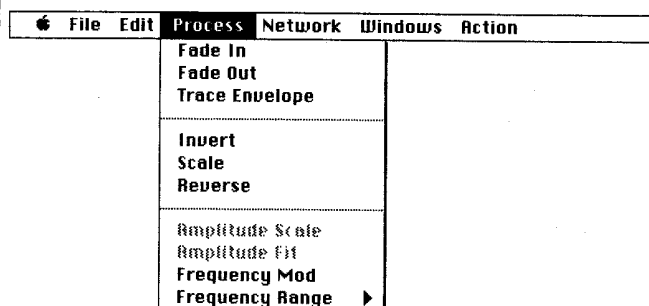 File Edit Process Network Windows Action
Fade In
Fade Out
Trace Envelope
Invert
Scale
Reverse
Amplitude Scale
Amplitude Fit
Frequency Mod
Frequency Range